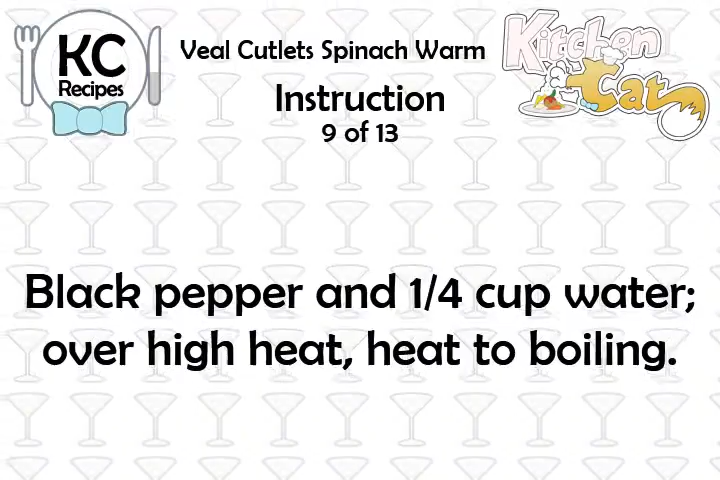 KC
Recipes
Veal Cutlets Spinach Warm
Instruction
9 of 13
Kitchen
Cat
Black pepper and 1/4 cup water;
over high heat, heat to boiling.